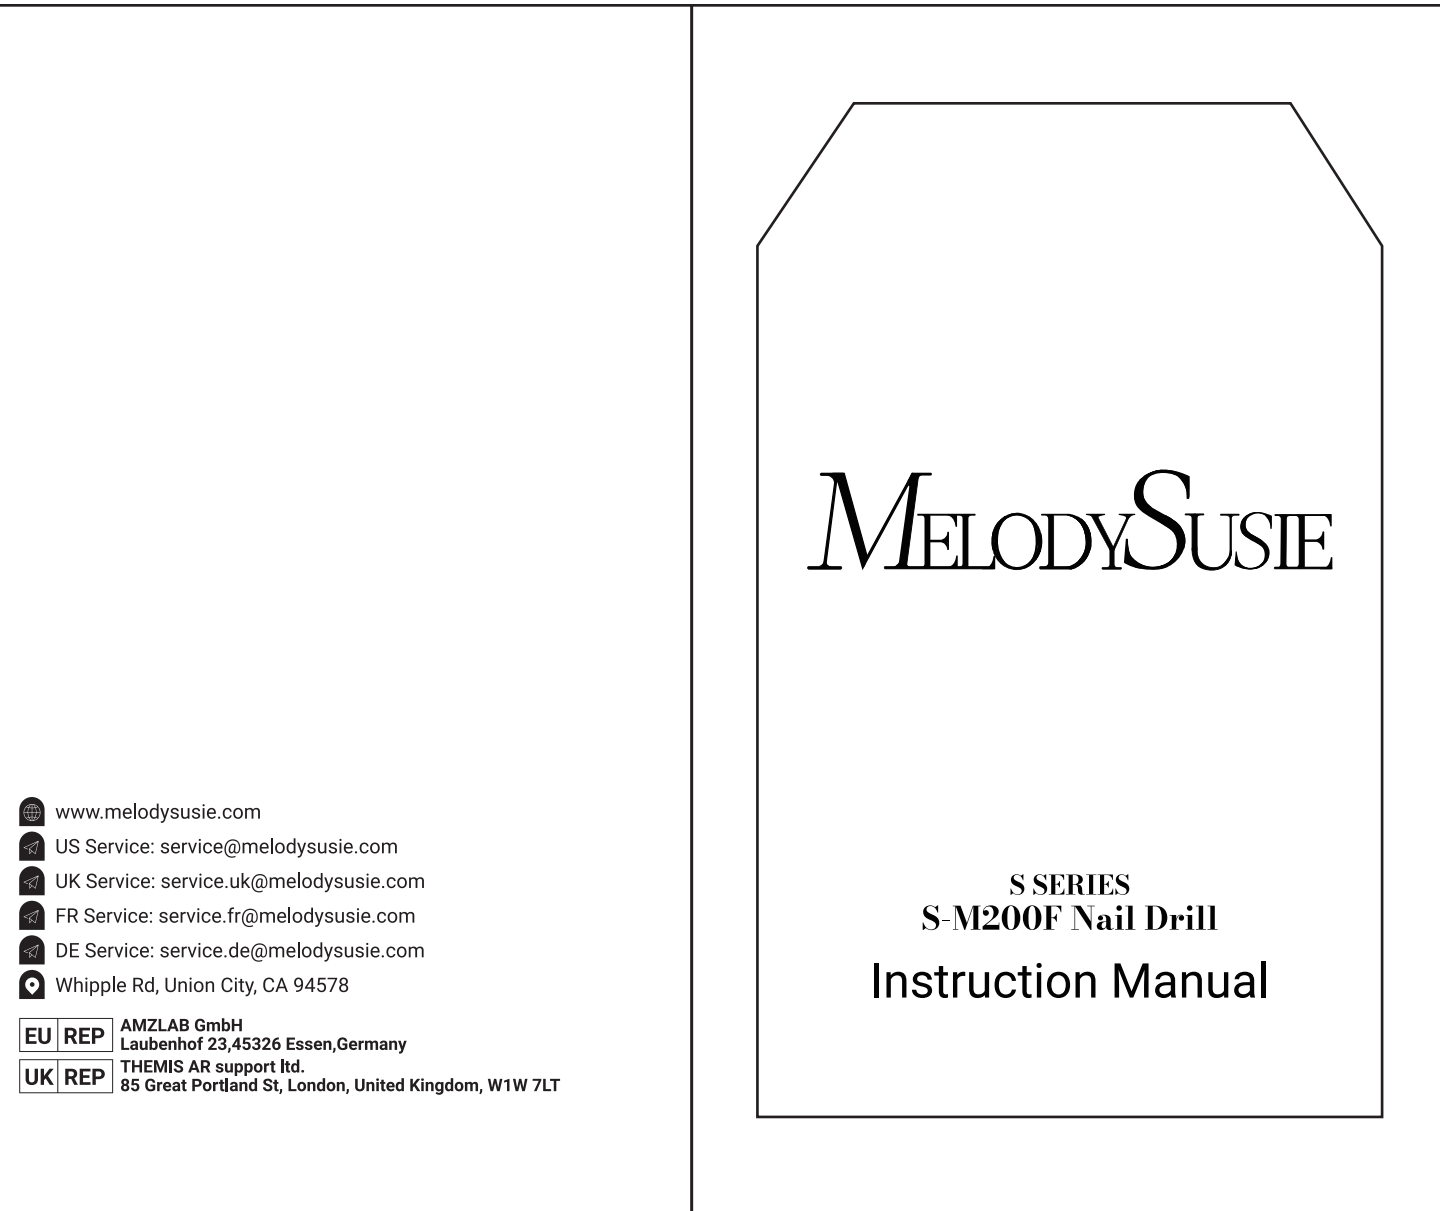 www.melodysusie.com
US Service: service@melodysusie.com
UK Service: service.uk@melodysusie.com
FR Service: service.fr@melodysusie.com
DE Service: service.de@melodysusie.com
Whipple Rd, Union City, CA 94578
EU REP AMZLAB GmbH
Laubenhof 23,45326 Essen,Germany
UK REP THEMIS AR support ltd.
85 Great Portland St, London, United Kingdom, W1W 7LT
MELODYSUSIE
S SERIES
S-M200F Nail Drill
Instruction Manual